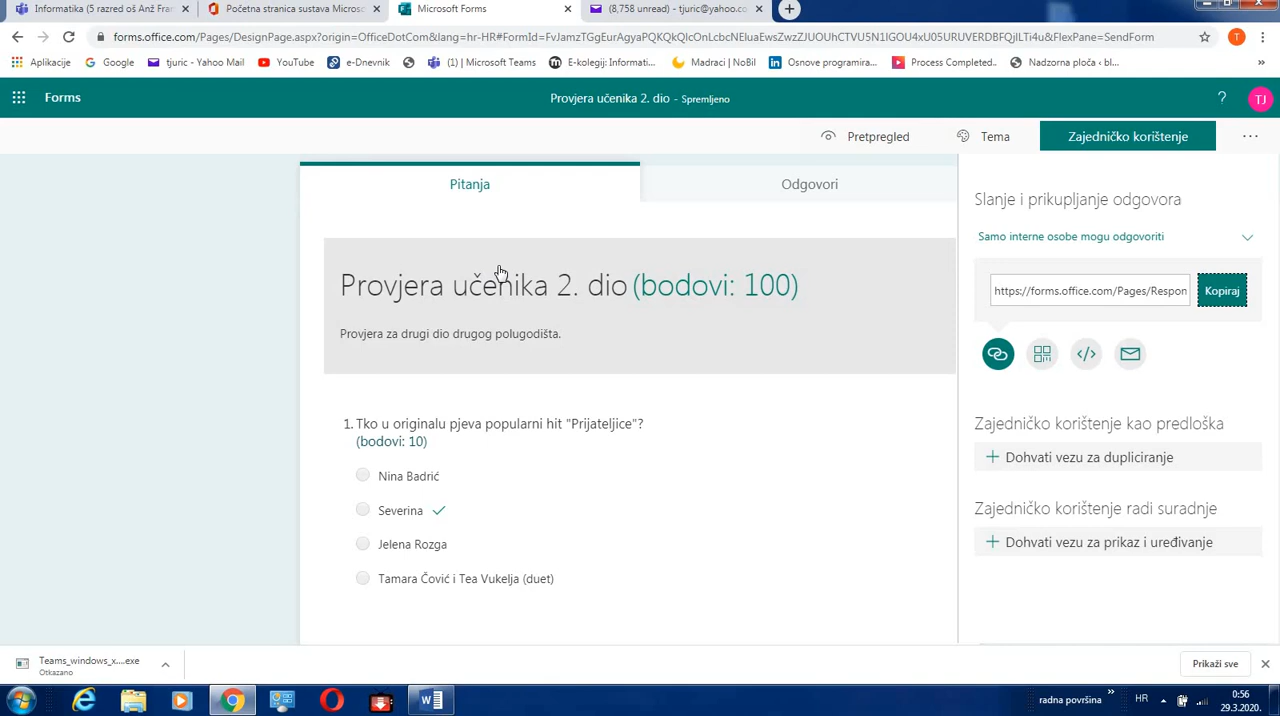 Informatika (5 razred oš Anž Fran
Početna stranica sustava Microso
Microsoft Forms
(8,758 unread) - tjuric@yahoo.co
forms.office.com/Pages/DesignPage.aspx?origin=OfficeDotCom&lang=hr-HR#FormId=
Aplikacije
Google
tjuric - Yahoo Mail
YouTube
e-Dnevnik
(1) | Microsoft Teams
E-kolegij: Informati...
Madraci | NoBil
Osnove programira...
Process Completed..
Nadzorna ploča ‹ bl...
»
Forms
Provjera učenika 2. dio - Spremljeno
?
TJ
Pretpregled
Tema
Zajedničko korištenje
...
Pitanja
Odgovori
Slanje i prikupljanje odgovora
Samo interne osobe mogu odgovoriti
Provjera učenika 2. dio (bodovi: 100)
https://forms.office.com/Pages/Respon
Kopiraj
Provjera za drugi dio drugog polugodišta.
1. Tko u originalu pjeva popularni hit "Prijateljice"?
(bodovi: 10)
Nina Badrić
Severina
Jelena Rozga
Tamara Čović i Tea Vukelja (duet)
Zajedničko korištenje kao predloška
+ Dohvati vezu za dupliciranje
Zajedničko korištenje radi suradnje
+ Dohvati vezu za prikaz i uređivanje
Teams_windows_x....exe
Otkazano
Prikaži sve
radna površina
»
HR
0:56
29.3.2020.